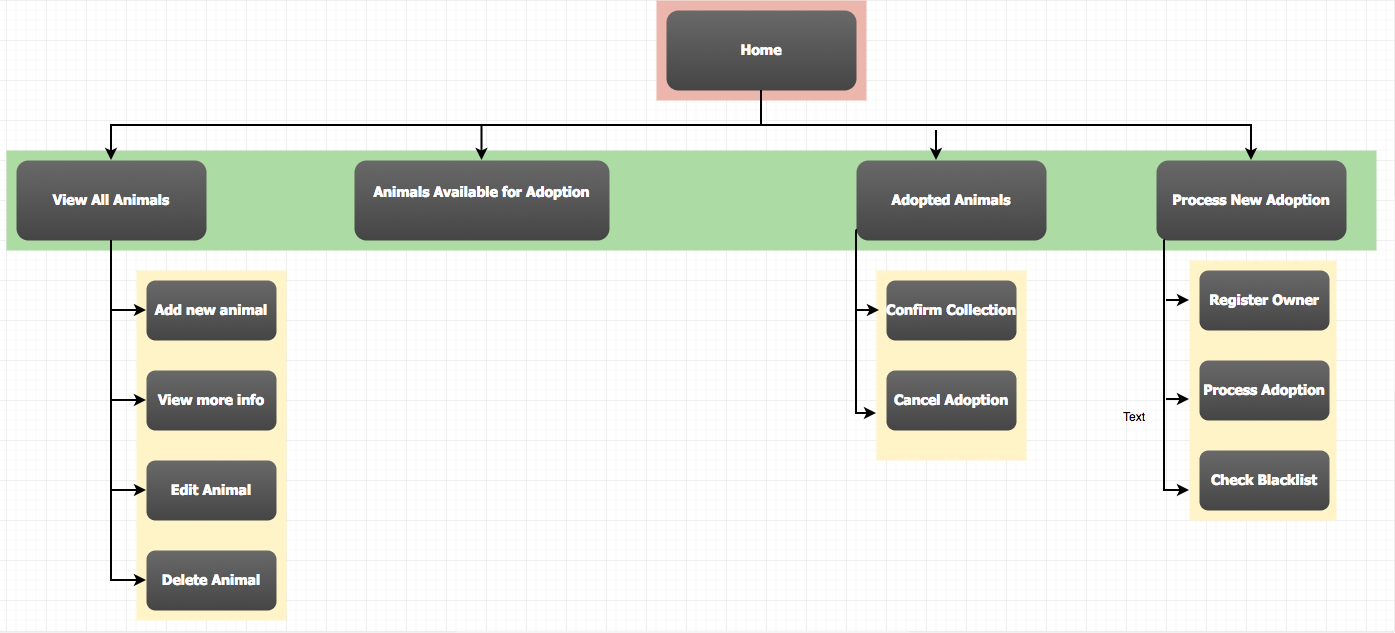 Home
View All Animals
Animals Available for Adoption
Adopted Animals
Process New Adoption
Add new animal
View more info
Edit Animal
Delete Animal
Confirm Collection
Cancel Adoption
Text
Register Owner
Process Adoption
Check Blacklist